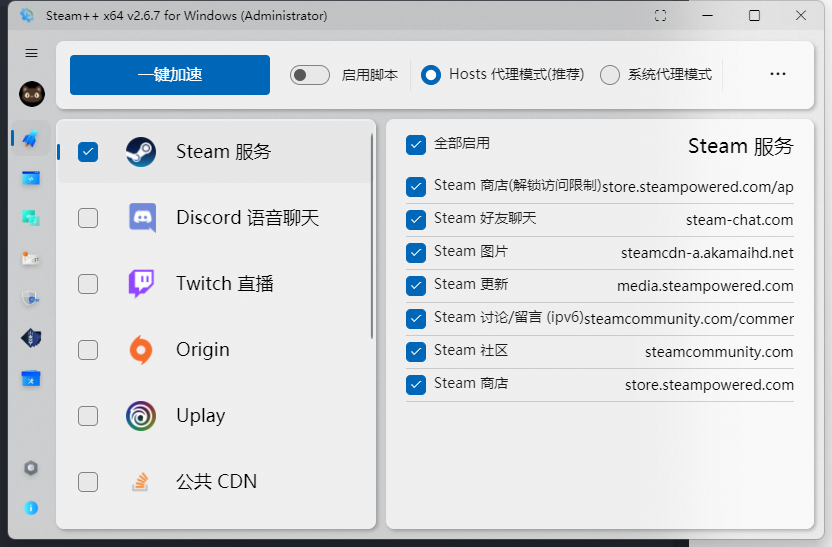 Steam++ x64 v2.6.7 for Windows (Administrator)
一键加速
启用脚本
Hosts 代理模式(推荐)
系统代理模式
Steam 服务
Discord 语音聊天
Twitch 直播
Origin
Uplay
公共 CDN
全部启用
Steam 服务
Steam 商店(解锁访问限制)store.steampowered.com/ap
Steam 好友聊天 steam-chat.com
Steam 图片 steamcdn-a.akamaihd.net
Steam 更新 media.steampowered.com
Steam 讨论/留言 (ipv6)steamcommunity.com/commer
Steam 社区 steamcommunity.com
Steam 商店 store.steampowered.com